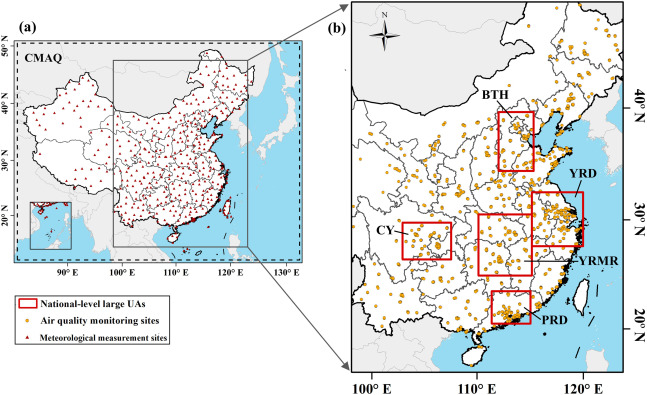 (a)
CMAQ
50° N
40° N
30° N
20° N
90° E
100° E
110° E
120° E
130° E
National-level large UAs
Air quality monitoring sites
Meteorological measurement sites
(b)
N
BTH
YRD
CY
YRMR
PRD
40° N
30° N
20° N
100° E
110° E
120° E